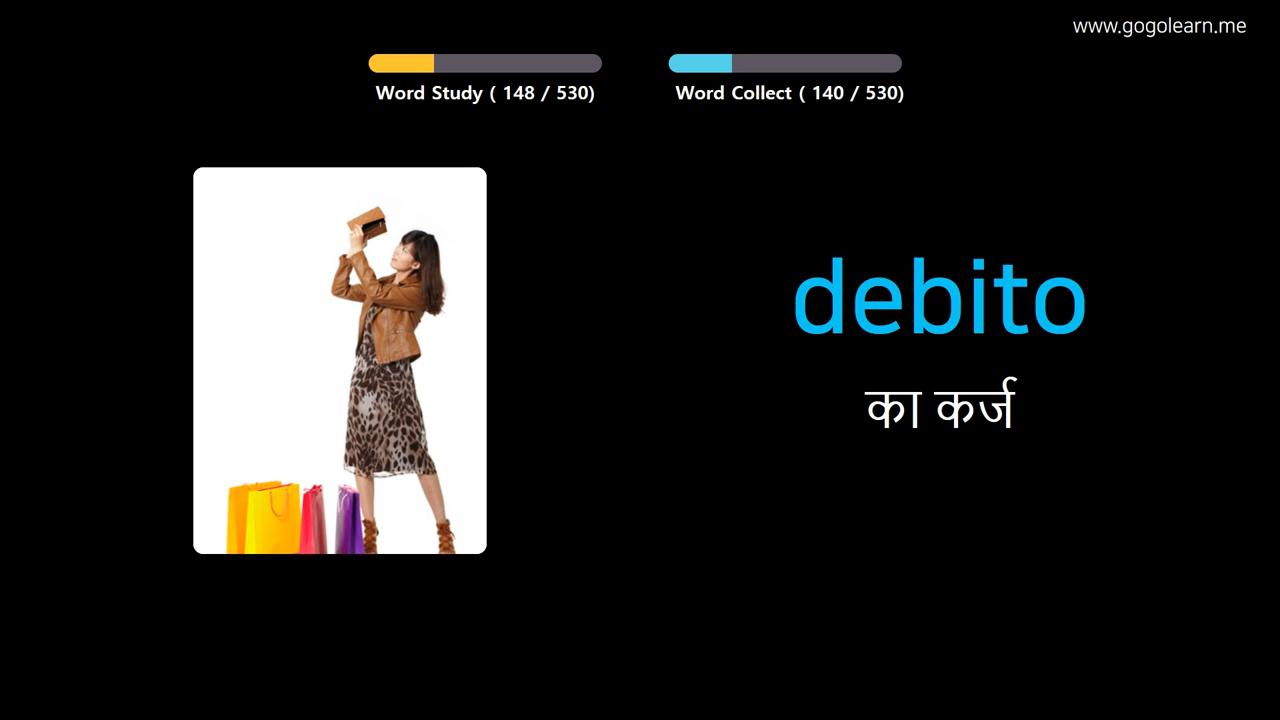 www.gogolearn.me
Word Study ( 148 / 530)
Word Collect ( 140 / 530)
debito
का कर्ज